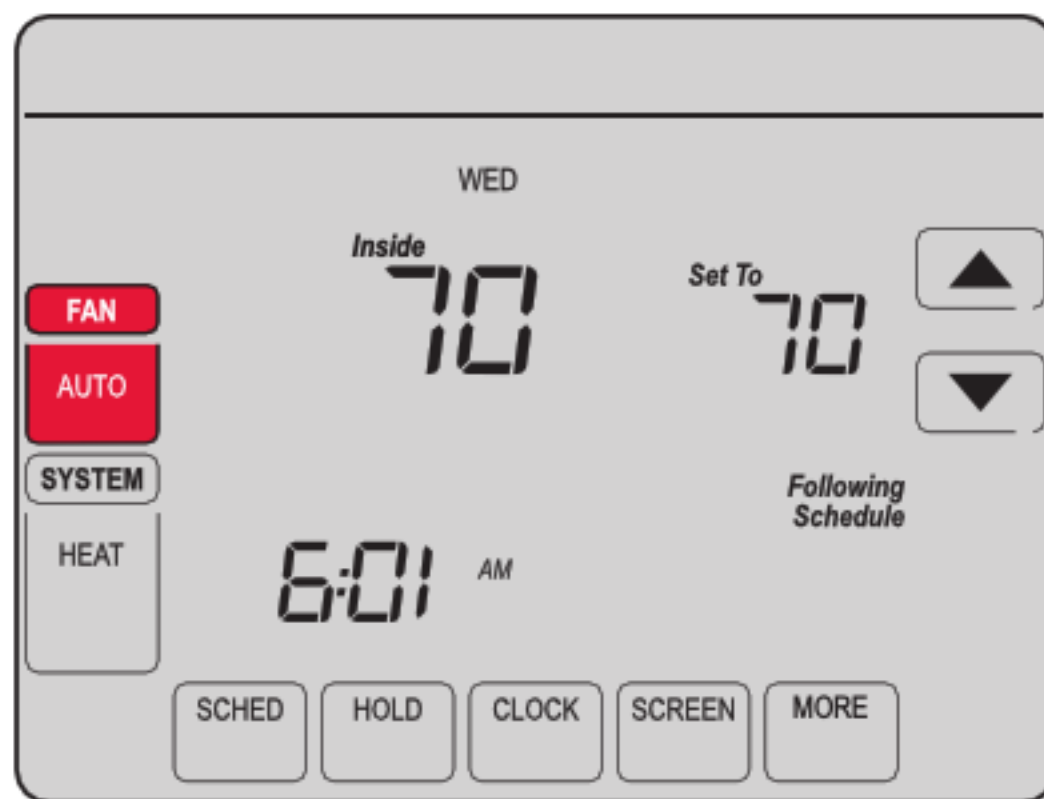 WED
Inside
70
Set To
70
FAN
AUTO
SYSTEM
HEAT
Following
Schedule
6:01 AM
SCHED HOLD CLOCK SCREEN MORE